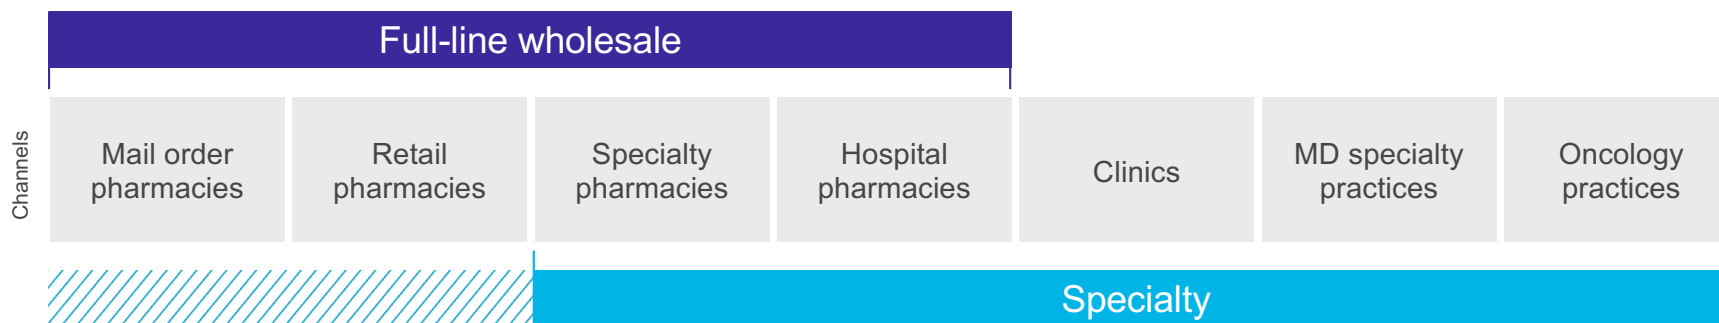 Full-line wholesale
Channels
Mail order
pharmacies
Retail
pharmacies
Specialty
pharmacies
Hospital
pharmacies
Clinics
MD specialty
practices
Oncology
practices
Specialty